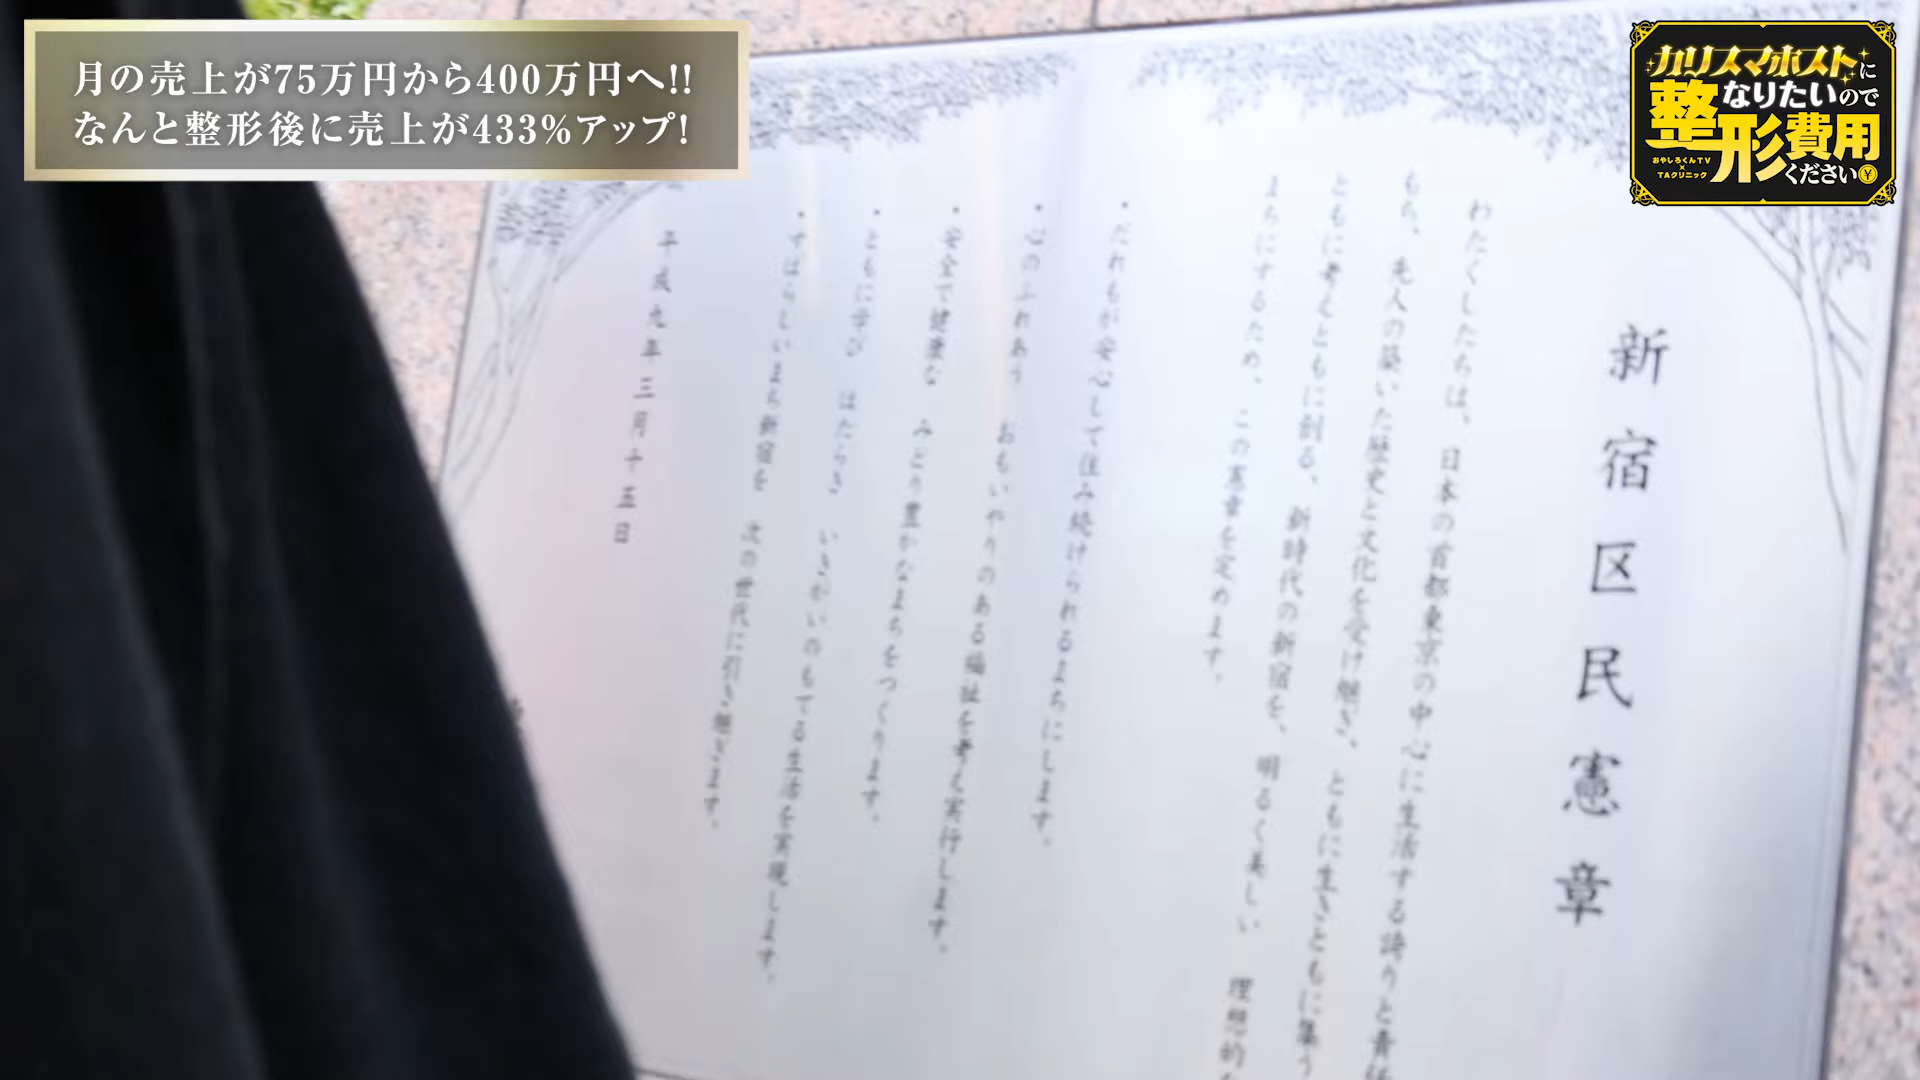 月の売上が75万円から400万円へ!!
なんと整形後に売上が433%アップ!
カリスマホストに
なりたいので
整形費用
ください
おやしろくんTV
×
TAクリニック
新宿区民憲章
わたくしたちは、日本の首都東京の中心に生活する誇りと責任
もち、先人の築いた歴史と文化を受け継ぎ、ともに生きともに集う
ともに考えともに創る、新時代の新宿を、明るく美しい 理想的な
まちにするため、この憲章を定めます。
・だれもが安心して住み続けられるまちにします。
・心のふれあう おもいやりのある福祉を考え実行します。
・安全で健康な みどり豊かなまちをつくります。
・ともに学び はたらき いきがいのもてる生活を実現します。
・すばらしいまち新宿を 次の世代に引き継ぎます。
平成元年三月十五日